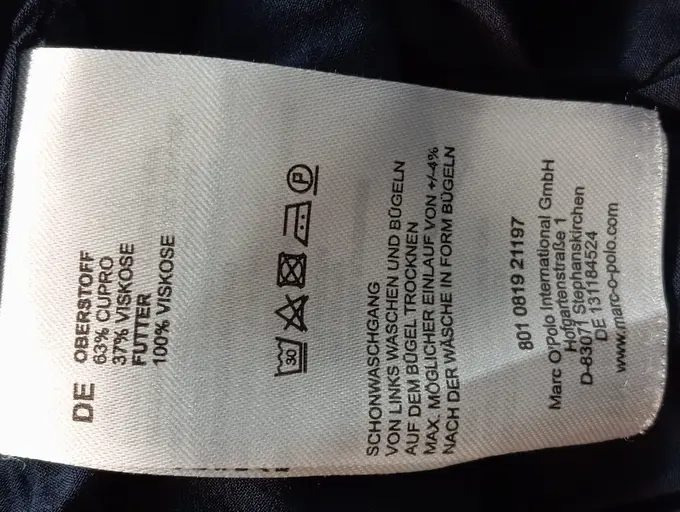 DE OBERSTOFF
63% CUPRO
37% VISKOSE
FUTTER
100% VISKOSE
30 P
SCHONWASCHGANG
VON LINKS WASCHEN UND BÜGELN
AUF DEM BÜGEL TROCKNEN
MAX. MÖGLICHER EINLAUF VON +/-4%
NACH DER WÄSCHE IN FORM BÜGELN
801 0819 21197
Marc O'Polo International GmbH
Hofgartenstraße 1
D-83071 Stephanskirchen
DE 131184524
www.marc-o-polo.com